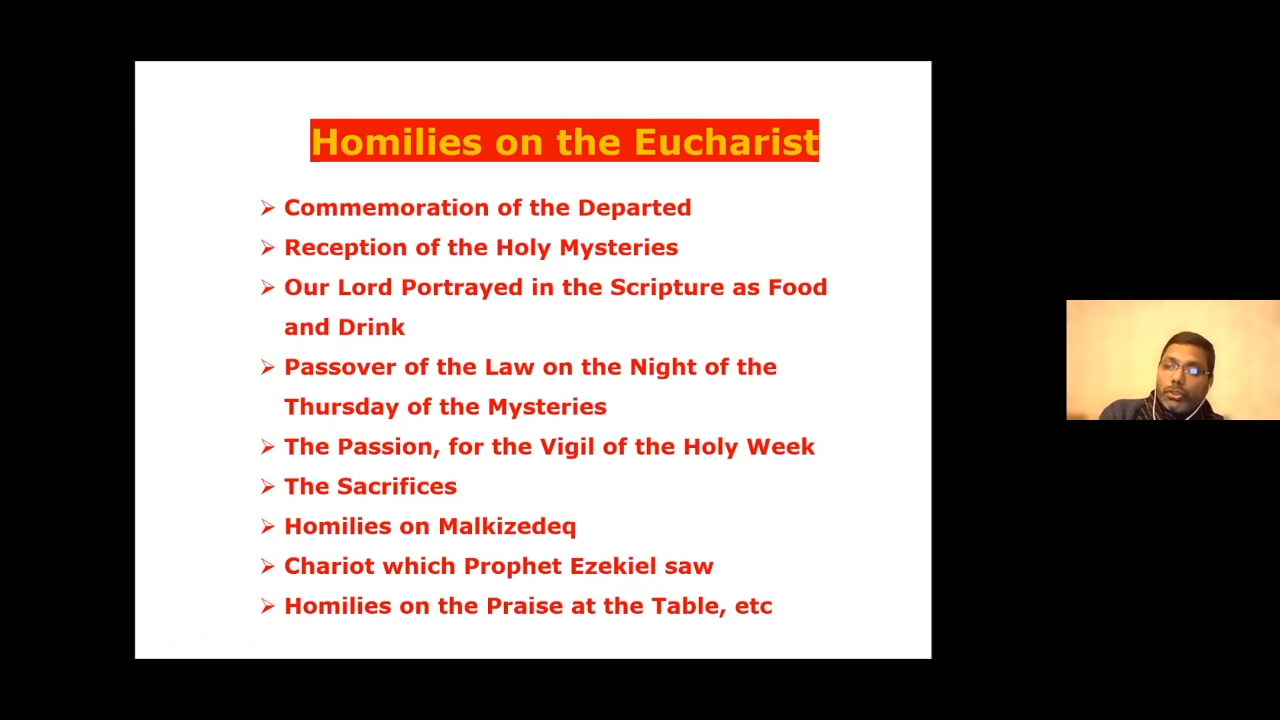 Homilies on the Eucharist
➢ Commemoration of the Departed
➢ Reception of the Holy Mysteries
➢ Our Lord Portrayed in the Scripture as Food
and Drink
➢ Passover of the Law on the Night of the
Thursday of the Mysteries
➢ The Passion, for the Vigil of the Holy Week
➢ The Sacrifices
➢ Homilies on Malkizedeq
➢ Chariot which Prophet Ezekiel saw
➢ Homilies on the Praise at the Table, etc